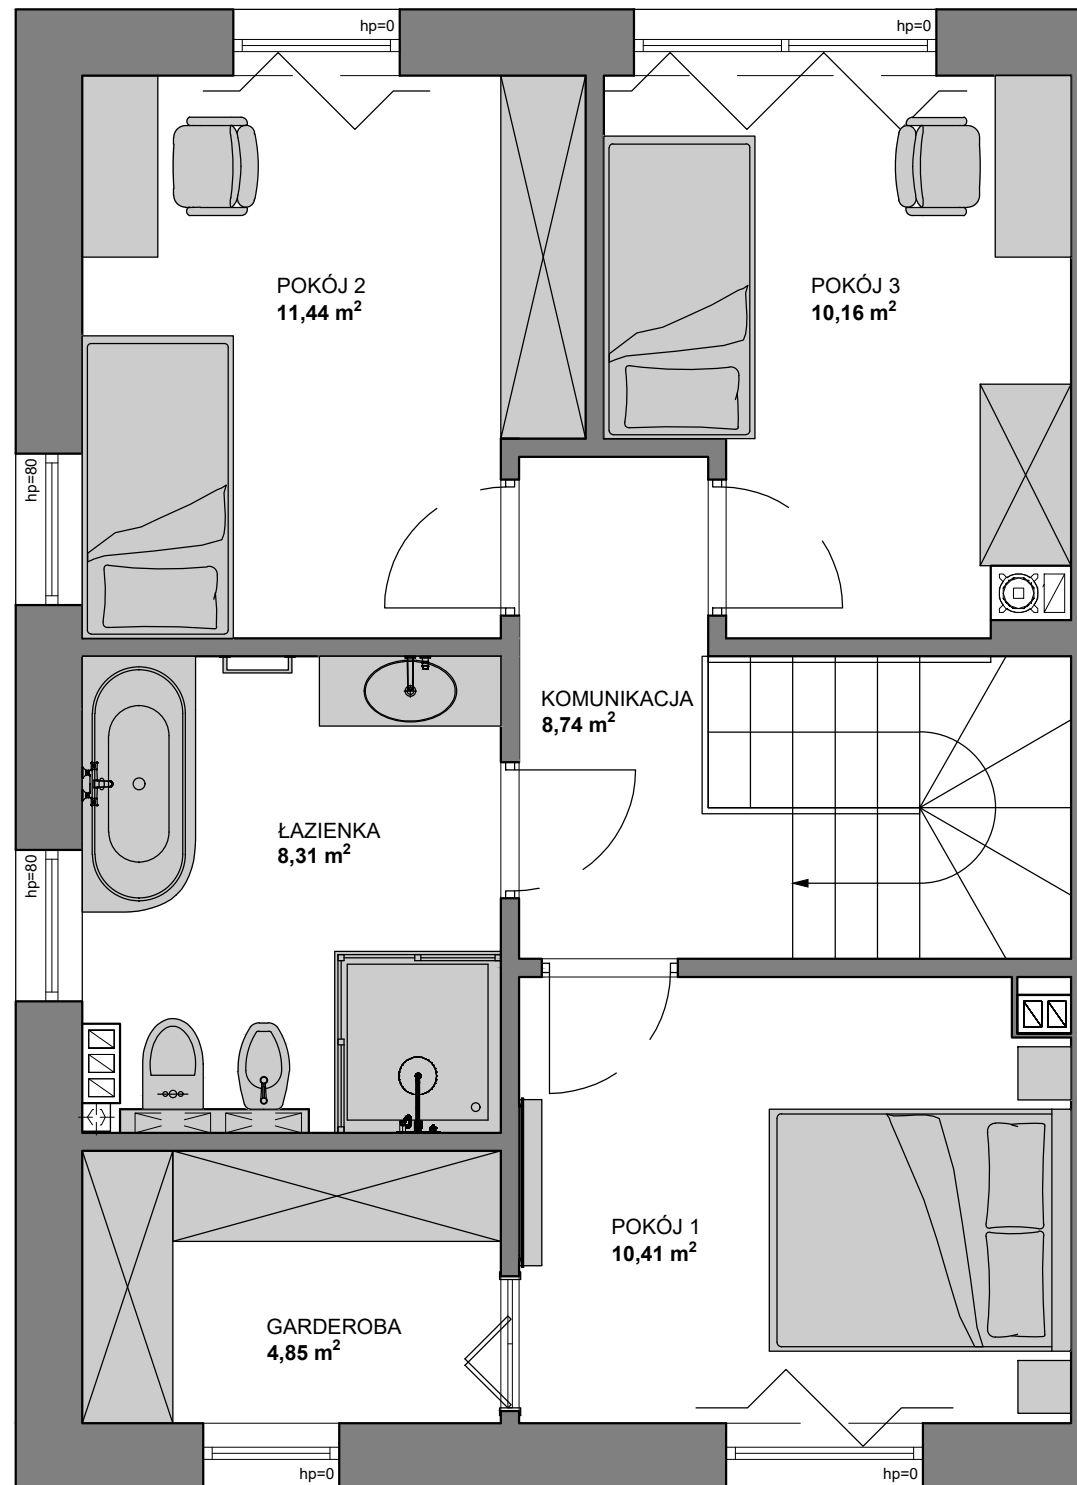 hp=0
hp=0
POKÓJ 2
11,44 m²
POKÓJ 3
10,16 m²
hp=80
KOMUNIKACJA
8,74 m²
ŁAZIENKA
8,31 m²
hp=80
POKÓJ 1
10,41 m²
GARDEROBA
4,85 m²
hp=0
hp=0